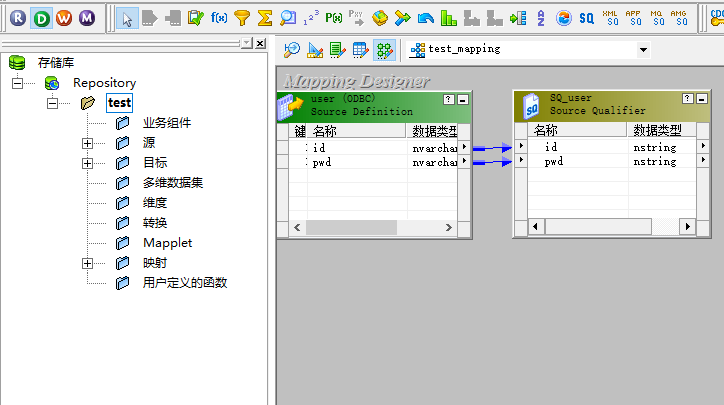 R D W M f(x) Σ 123 P(x) A Z SQ XML SQ APP SQ MQ SQ AMG SQ
test_mapping
存储库
Repository
test
业务组件
源
目标
多维数据集
维度
转换
Mapplet
映射
用户定义的函数
Mapping Designer
user (ODBC)
Source Definition
键 名称 数据类型
id nvarchar
pwd nvarchar
SQ_user
Source Qualifier
名称 数据类型
id nstring
pwd nstring